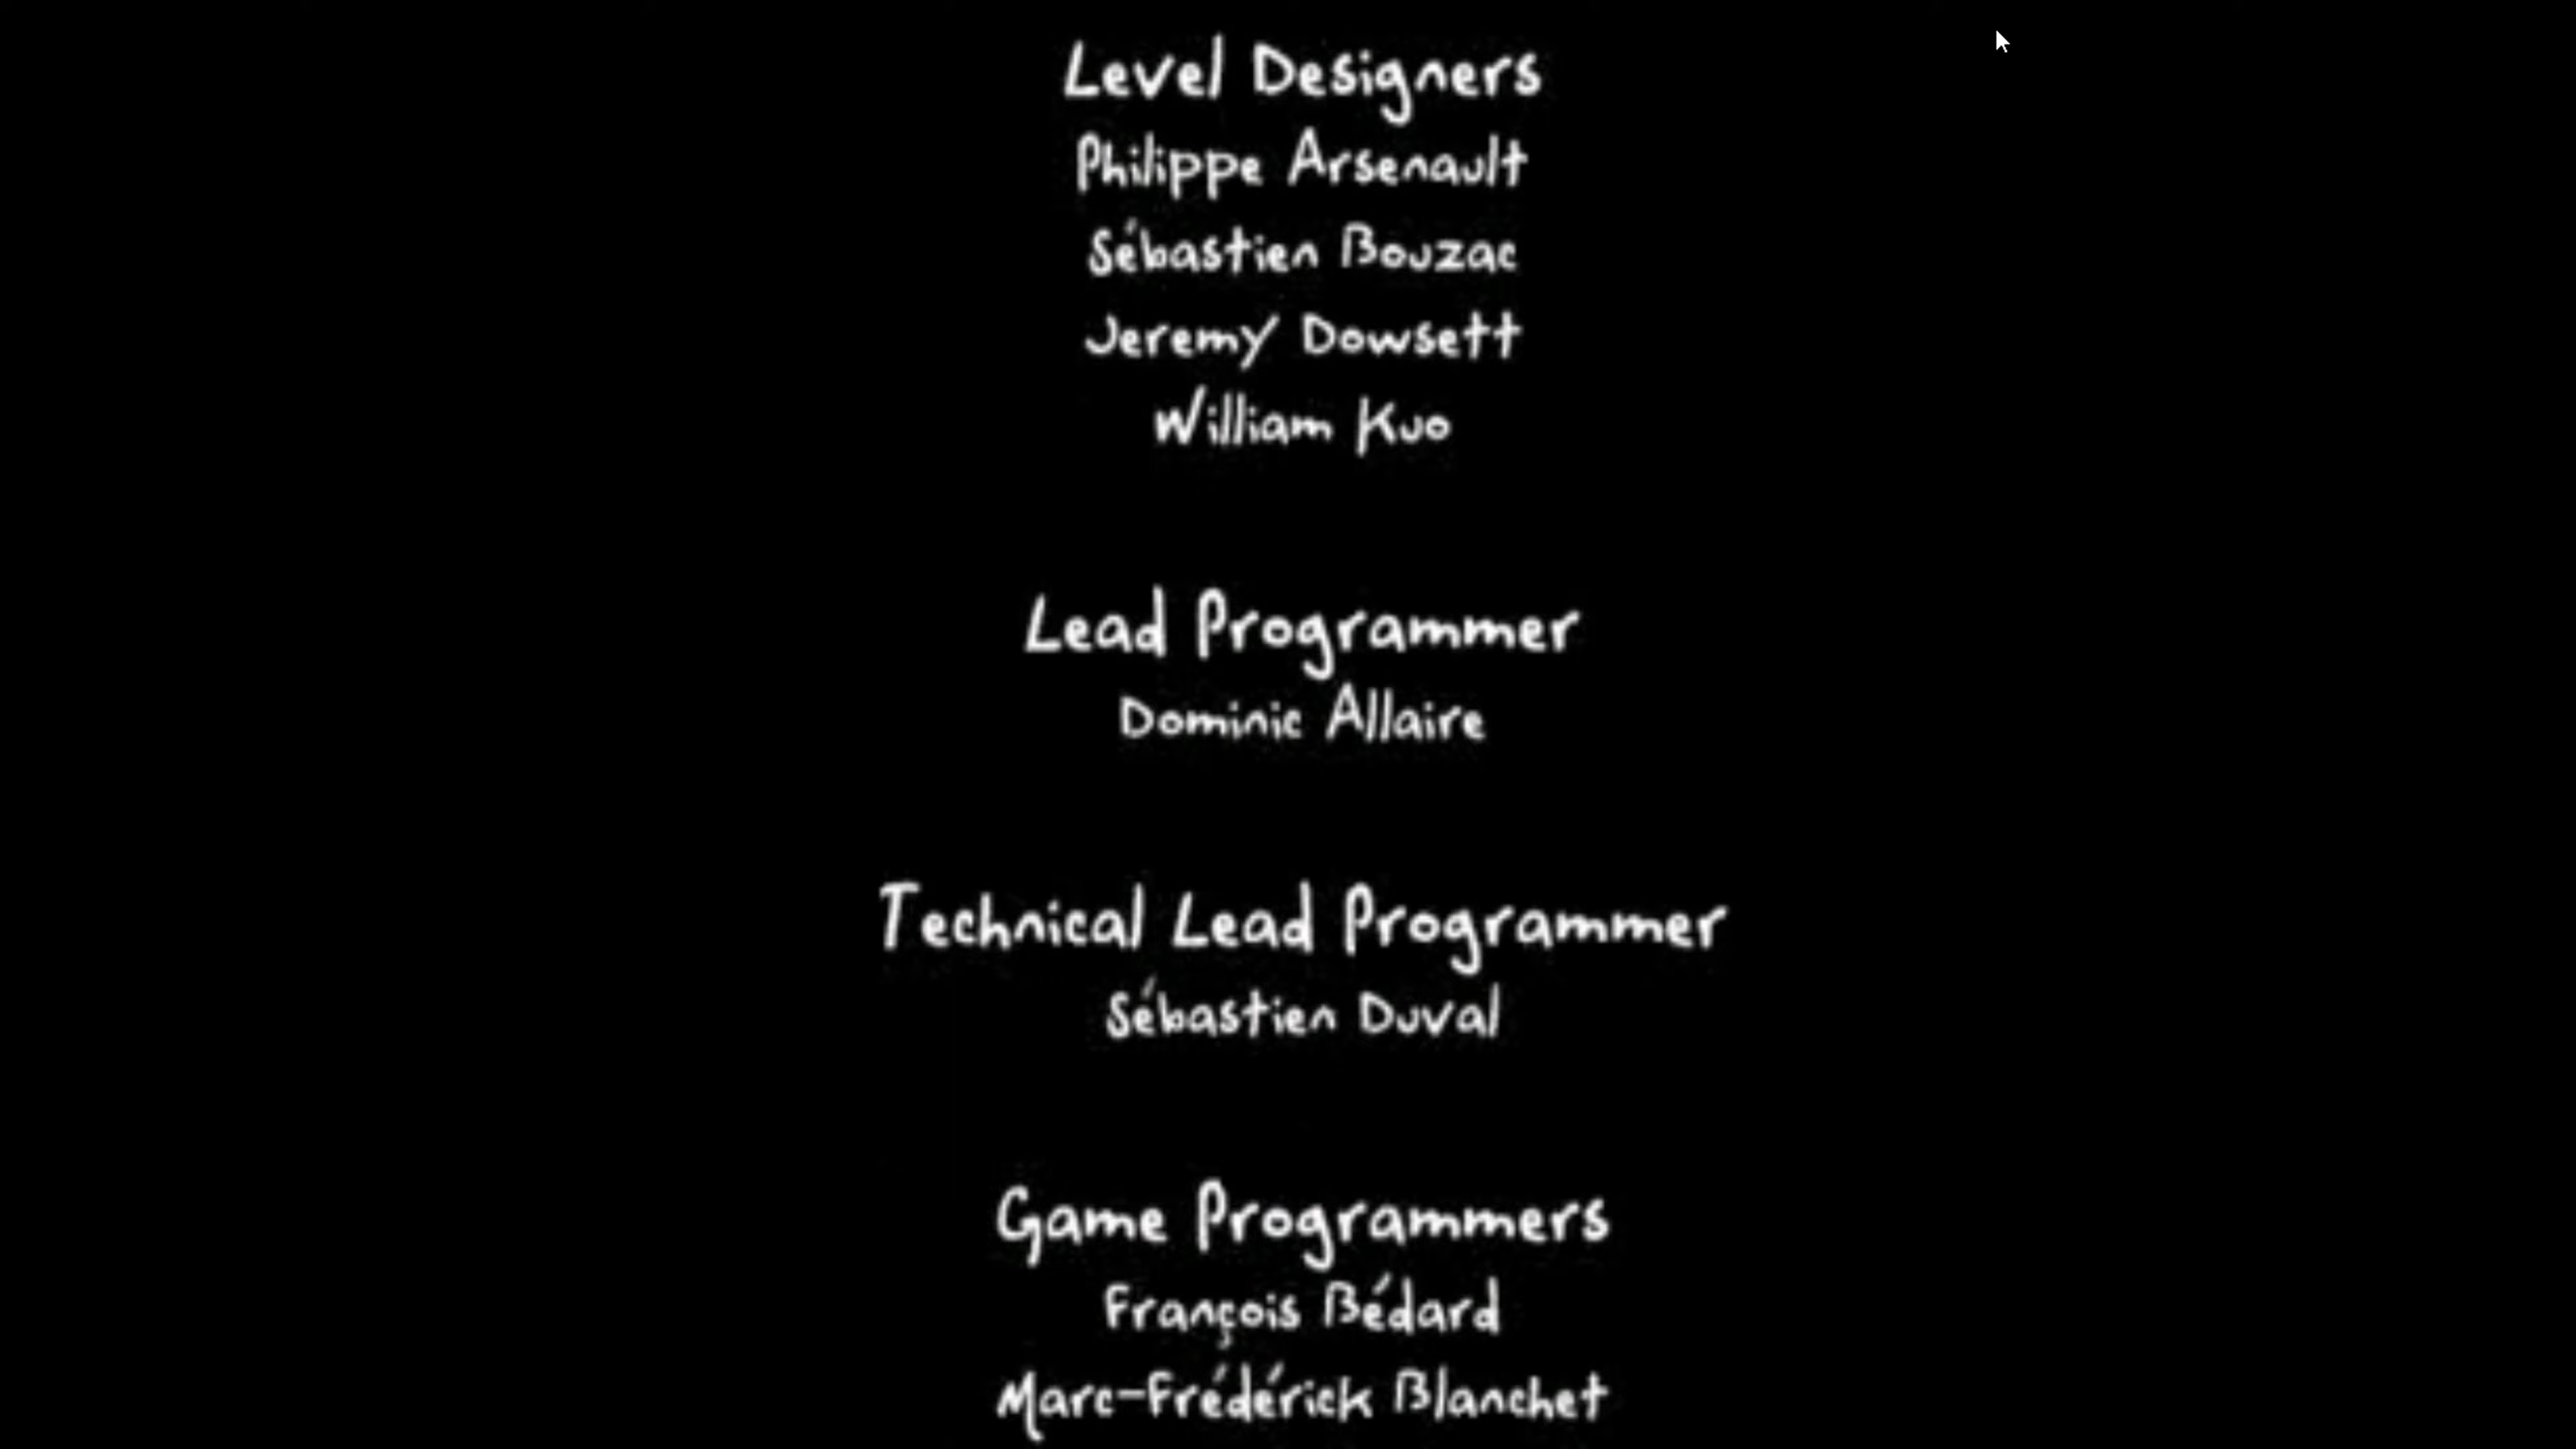 Level Designers
Philippe Arsenault
Sébastien Bouzac
Jeremy Dowsett
William Kuo
Lead Programmer
Dominic Allaire
Technical Lead Programmer
Sébastien Duval
Game Programmers
François Bédard
Marc-Frédérick Blanchet